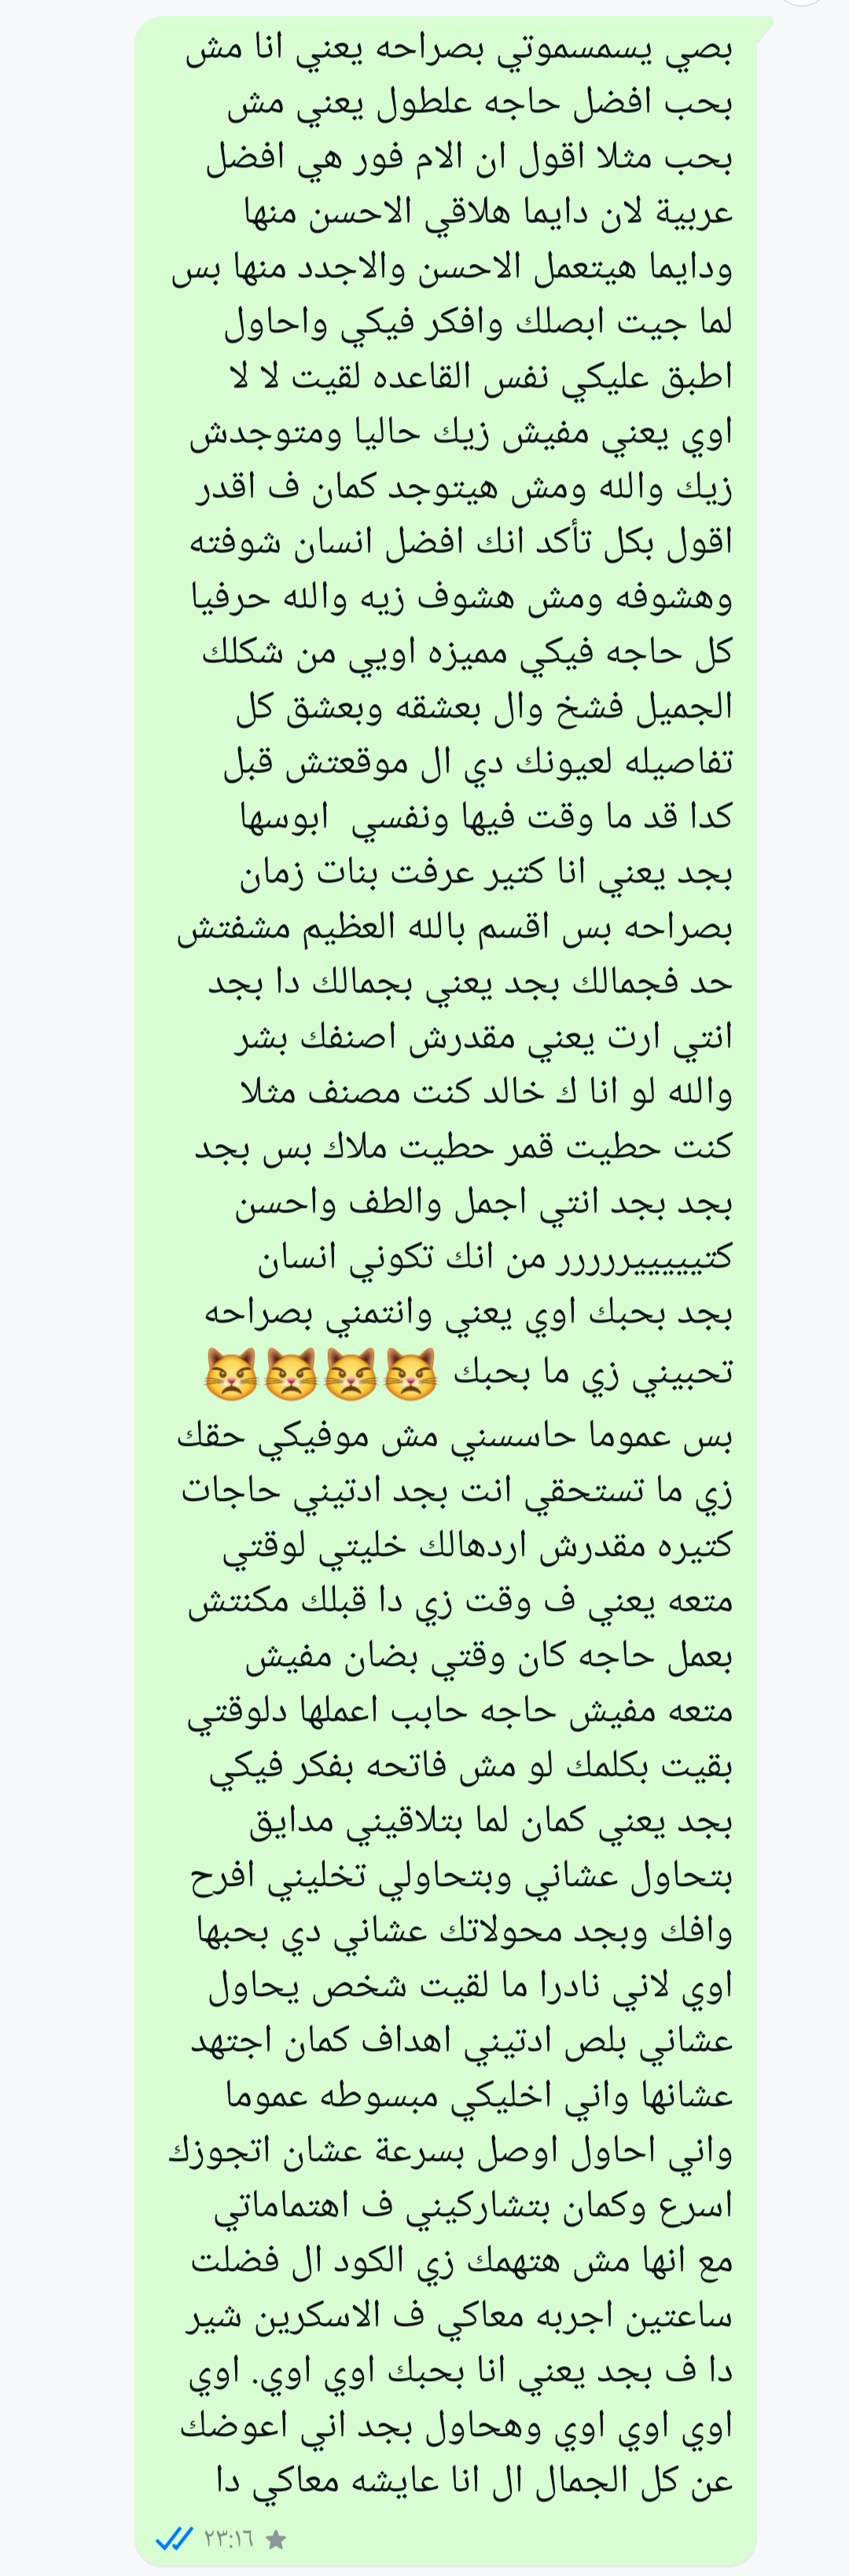 بصي يسمسموتي بصراحه يعني انا مش
بحب افضل حاجه علطول يعني مش
بحب مثلا اقول ان الام فور هي افضل
عربية لان دايما هلاقي الاحسن منها
ودايما هيتعمل الاحسن والاجدد منها بس
لما جيت ابصلك وافكر فيكي واحاول
اطبق عليكي نفس القاعده لقيت لا لا
اوي يعني مفيش زيك حاليا ومتوجدش
زيك والله ومش هيتوجد كمان ف اقدر
اقول بكل تأكد انك افضل انسان شوفته
وهشوفه ومش هشوف زيه والله حرفيا
كل حاجه فيكي مميزه اويي من شكلك
الجميل فشخ وال بعشقه وبعشق كل
تفاصيله لعيونك دي ال موقعتش قبل
كدا قد ما وقت فيها ونفسي  ابوسها
بجد يعني انا كتير عرفت بنات زمان
بصراحه بس اقسم بالله العظيم مشفتش
حد فجمالك بجد يعني بجمالك دا بجد
انتي ارت يعني مقدرش اصنفك بشر
والله لو انا ك خالد كنت مصنف مثلا
كنت حطيت قمر حطيت ملاك بس بجد
بجد بجد انتي اجمل والطف واحسن
كتيييييررررر من انك تكوني انسان
بجد بحبك اوي يعني وانتمني بصراحه
تحبيني زي ما بحبك 😾😾😾😾
بس عموما حاسسني مش موفيكي حقك
زي ما تستحقي انت بجد ادتيني حاجات
كتيره مقدرش اردهالك خليتي لوقتي
متعه يعني ف وقت زي دا قبلك مكنتش
بعمل حاجه كان وقتي بضان مفيش
متعه مفيش حاجه حابب اعملها دلوقتي
بقيت بكلمك لو مش فاتحه بفكر فيكي
بجد يعني كمان لما بتلاقيني مدايق
بتحاول عشاني وبتحاولي تخليني افرح
وافك وبجد محولاتك عشاني دي بحبها
اوي لاني نادرا ما لقيت شخص يحاول
عشاني بلص ادتيني اهداف كمان اجتهد
عشانها واني اخليكي مبسوطه عموما
واني احاول اوصل بسرعة عشان اتجوزك
اسرع وكمان بتشاركيني ف اهتماماتي
مع انها مش هتهمك زي الكود ال فضلت
ساعتين اجربه معاكي ف الاسكرين شير
دا ف بجد يعني انا بحبك اوي اوي. اوي
اوي اوي اوي وهحاول بجد اني اعوضك
عن كل الجمال ال انا عايشه معاكي دا
٢٣:١٦